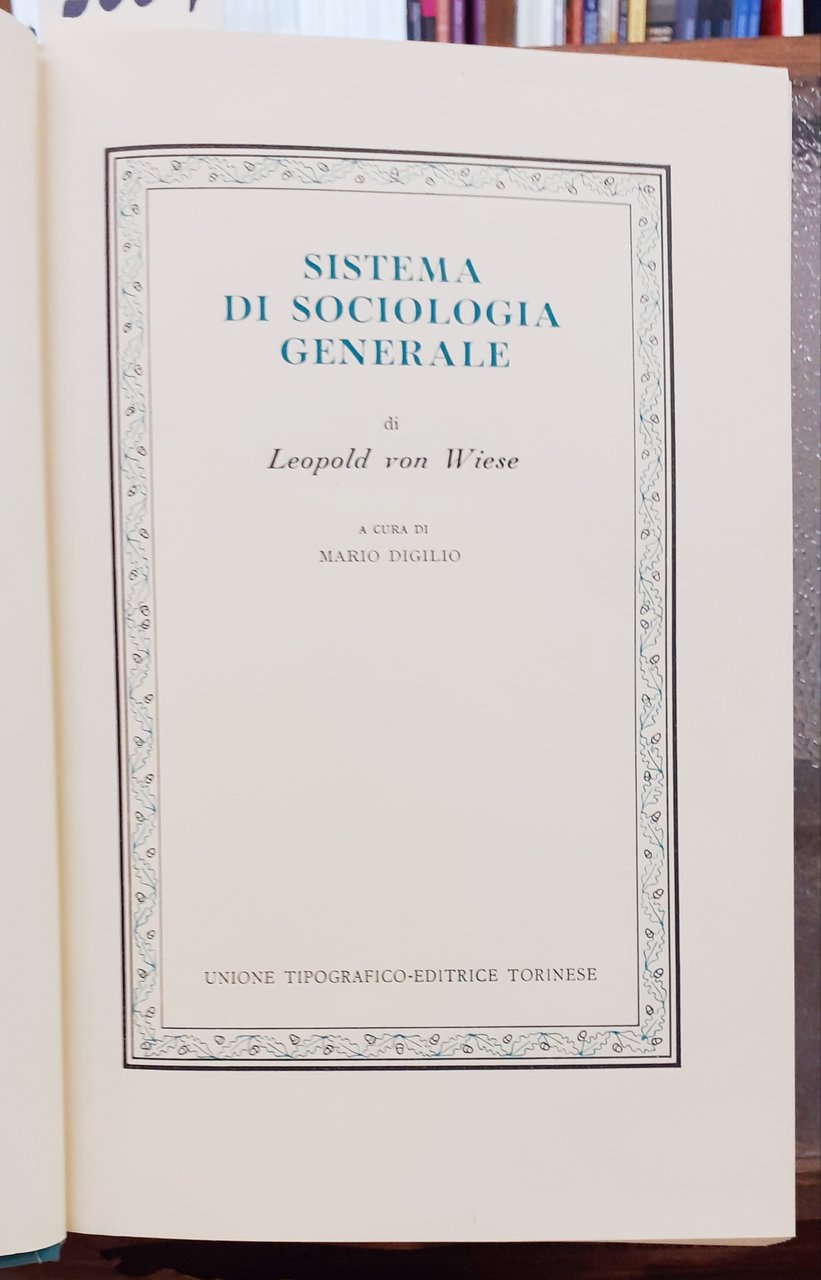 SISTEMA
DI SOCIOLOGIA
GENERALE
di
Leopold von Wiese
A CURA DI
MARIO DIGILIO
UNIONE TIPOGRAFICO-EDITRICE TORINESE